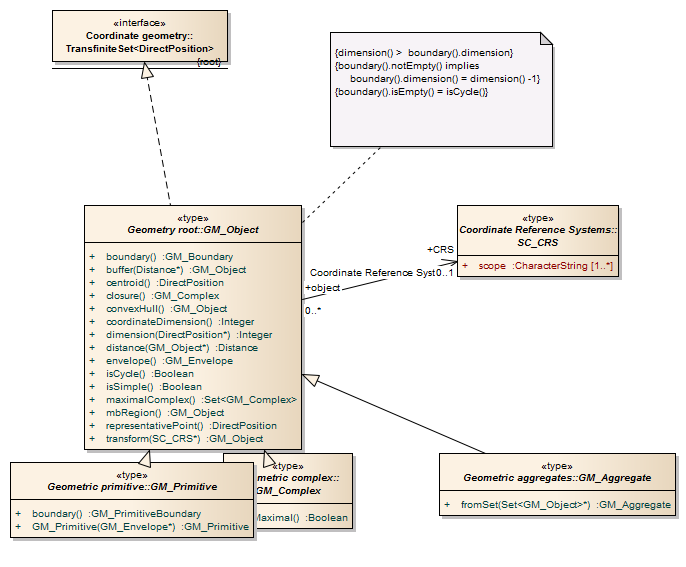 «interface»
Coordinate geometry::
TransfiniteSet<DirectPosition>
{root}
{dimension() > boundary().dimension}
{boundary().notEmpty() implies
boundary().dimension() = dimension() -1}
{boundary().isEmpty() = isCycle()}
«type»
Geometry root::GM_Object
+ boundary() :GM_Boundary
+ buffer(Distance*) :GM_Object
+ centroid() :DirectPosition
+ closure() :GM_Complex
+ convexHull() :GM_Object
+ coordinateDimension() :Integer
+ dimension(DirectPosition*) :Integer
+ distance(GM_Object*) :Distance
+ envelope() :GM_Envelope
+ isCycle() :Boolean
+ isSimple() :Boolean
+ maximalComplex() :Set<GM_Complex>
+ mbRegion() :GM_Object
+ representativePoint() :DirectPosition
+ transform(SC_CRS*) :GM_Object
«type»
Coordinate Reference Systems::
SC_CRS
+ scope :CharacterString [1..*]
+CRS
Coordinate Reference Syst0..1
+object
0..*
«type»
Geometric primitive::GM_Primitive
+ boundary() :GM_PrimitiveBoundary
+ GM_Primitive(GM_Envelope*) :GM_Primitive
«type»
metric complex::
GM_Complex
Maximal() :Boolean
«type»
Geometric aggregates::GM_Aggregate
+ fromSet(Set<GM_Object>*) :GM_Aggregate